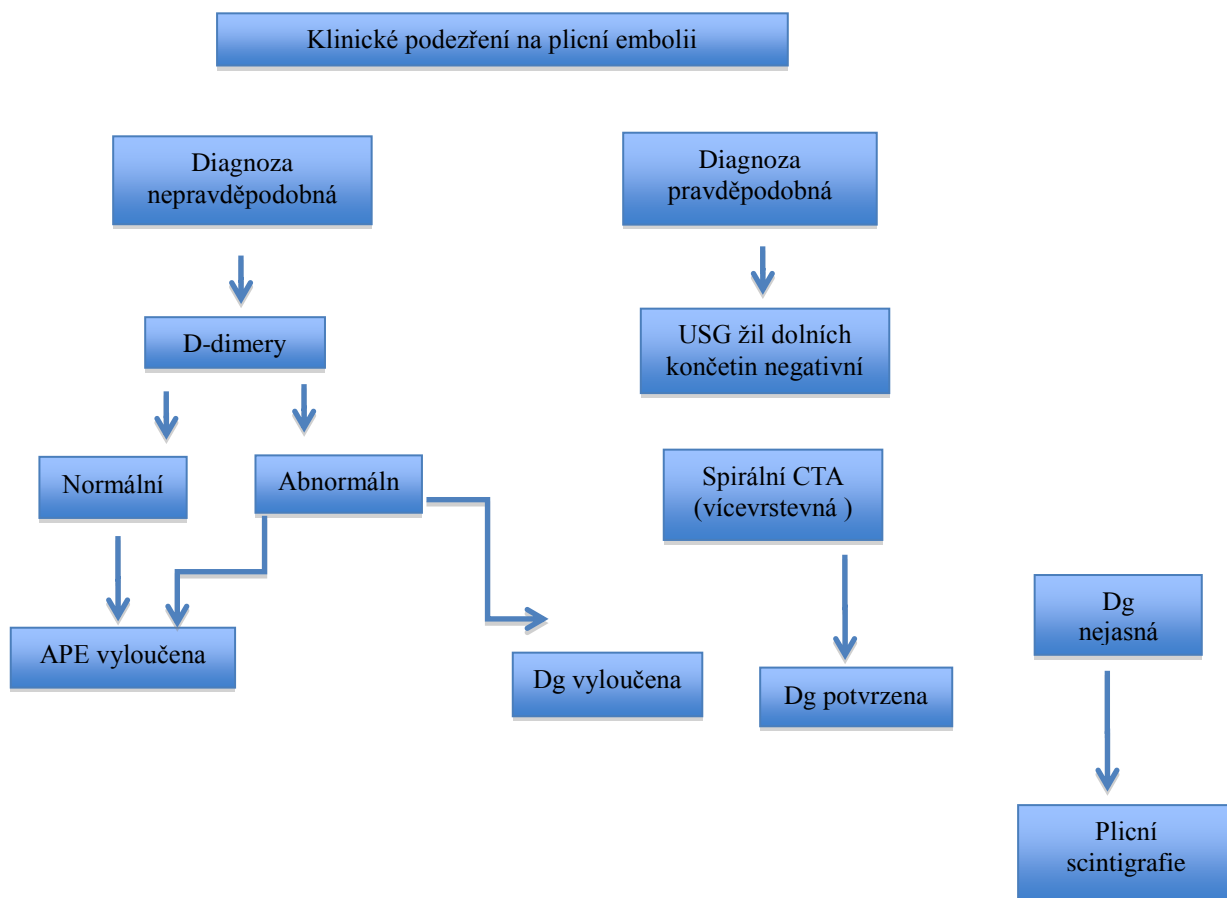 Klinické podezření na plicní embolii
Diagnoza
nepravděpodobná
Diagnoza
pravděpodobná
D-dimery
USG žil dolních
končetin negativní
Normální
Abnormáln
Spirální CTA
(vícevrstevná )
APE vyloučena
Dg vyloučena
Dg potvrzena
Dg
nejasná
Plicní
scintigrafie